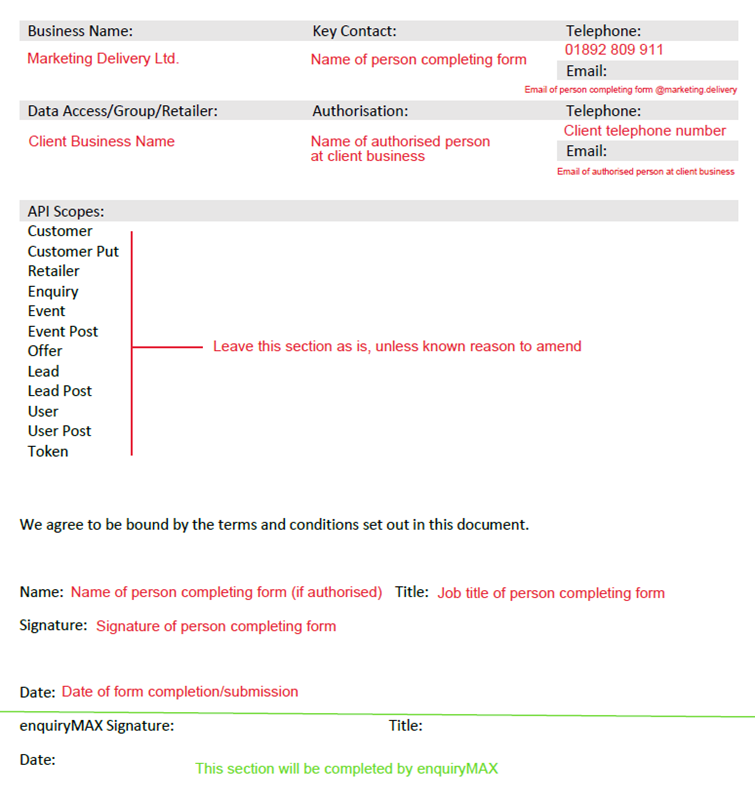 Business Name: Key Contact: Telephone:
Marketing Delivery Ltd. Name of person completing form 01892 809 911
Email:
Email of person completing form @marketing.delivery
Data Access/Group/Retailer: Authorisation: Telephone:
Client Business Name Name of authorised person Client telephone number
at client business Email:
Email of authorised person at client business
API Scopes:
Customer
Customer Put
Retailer
Enquiry
Event
Event Post
Offer Leave this section as is, unless known reason to amend
Lead
Lead Post
User
User Post
Token
We agree to be bound by the terms and conditions set out in this document.
Name: Name of person completing form (if authorised) Title: Job title of person completing form
Signature: Signature of person completing form
Date: Date of form completion/submission
enquiryMAX Signature: Title:
Date: This section will be completed by enquiryMAX